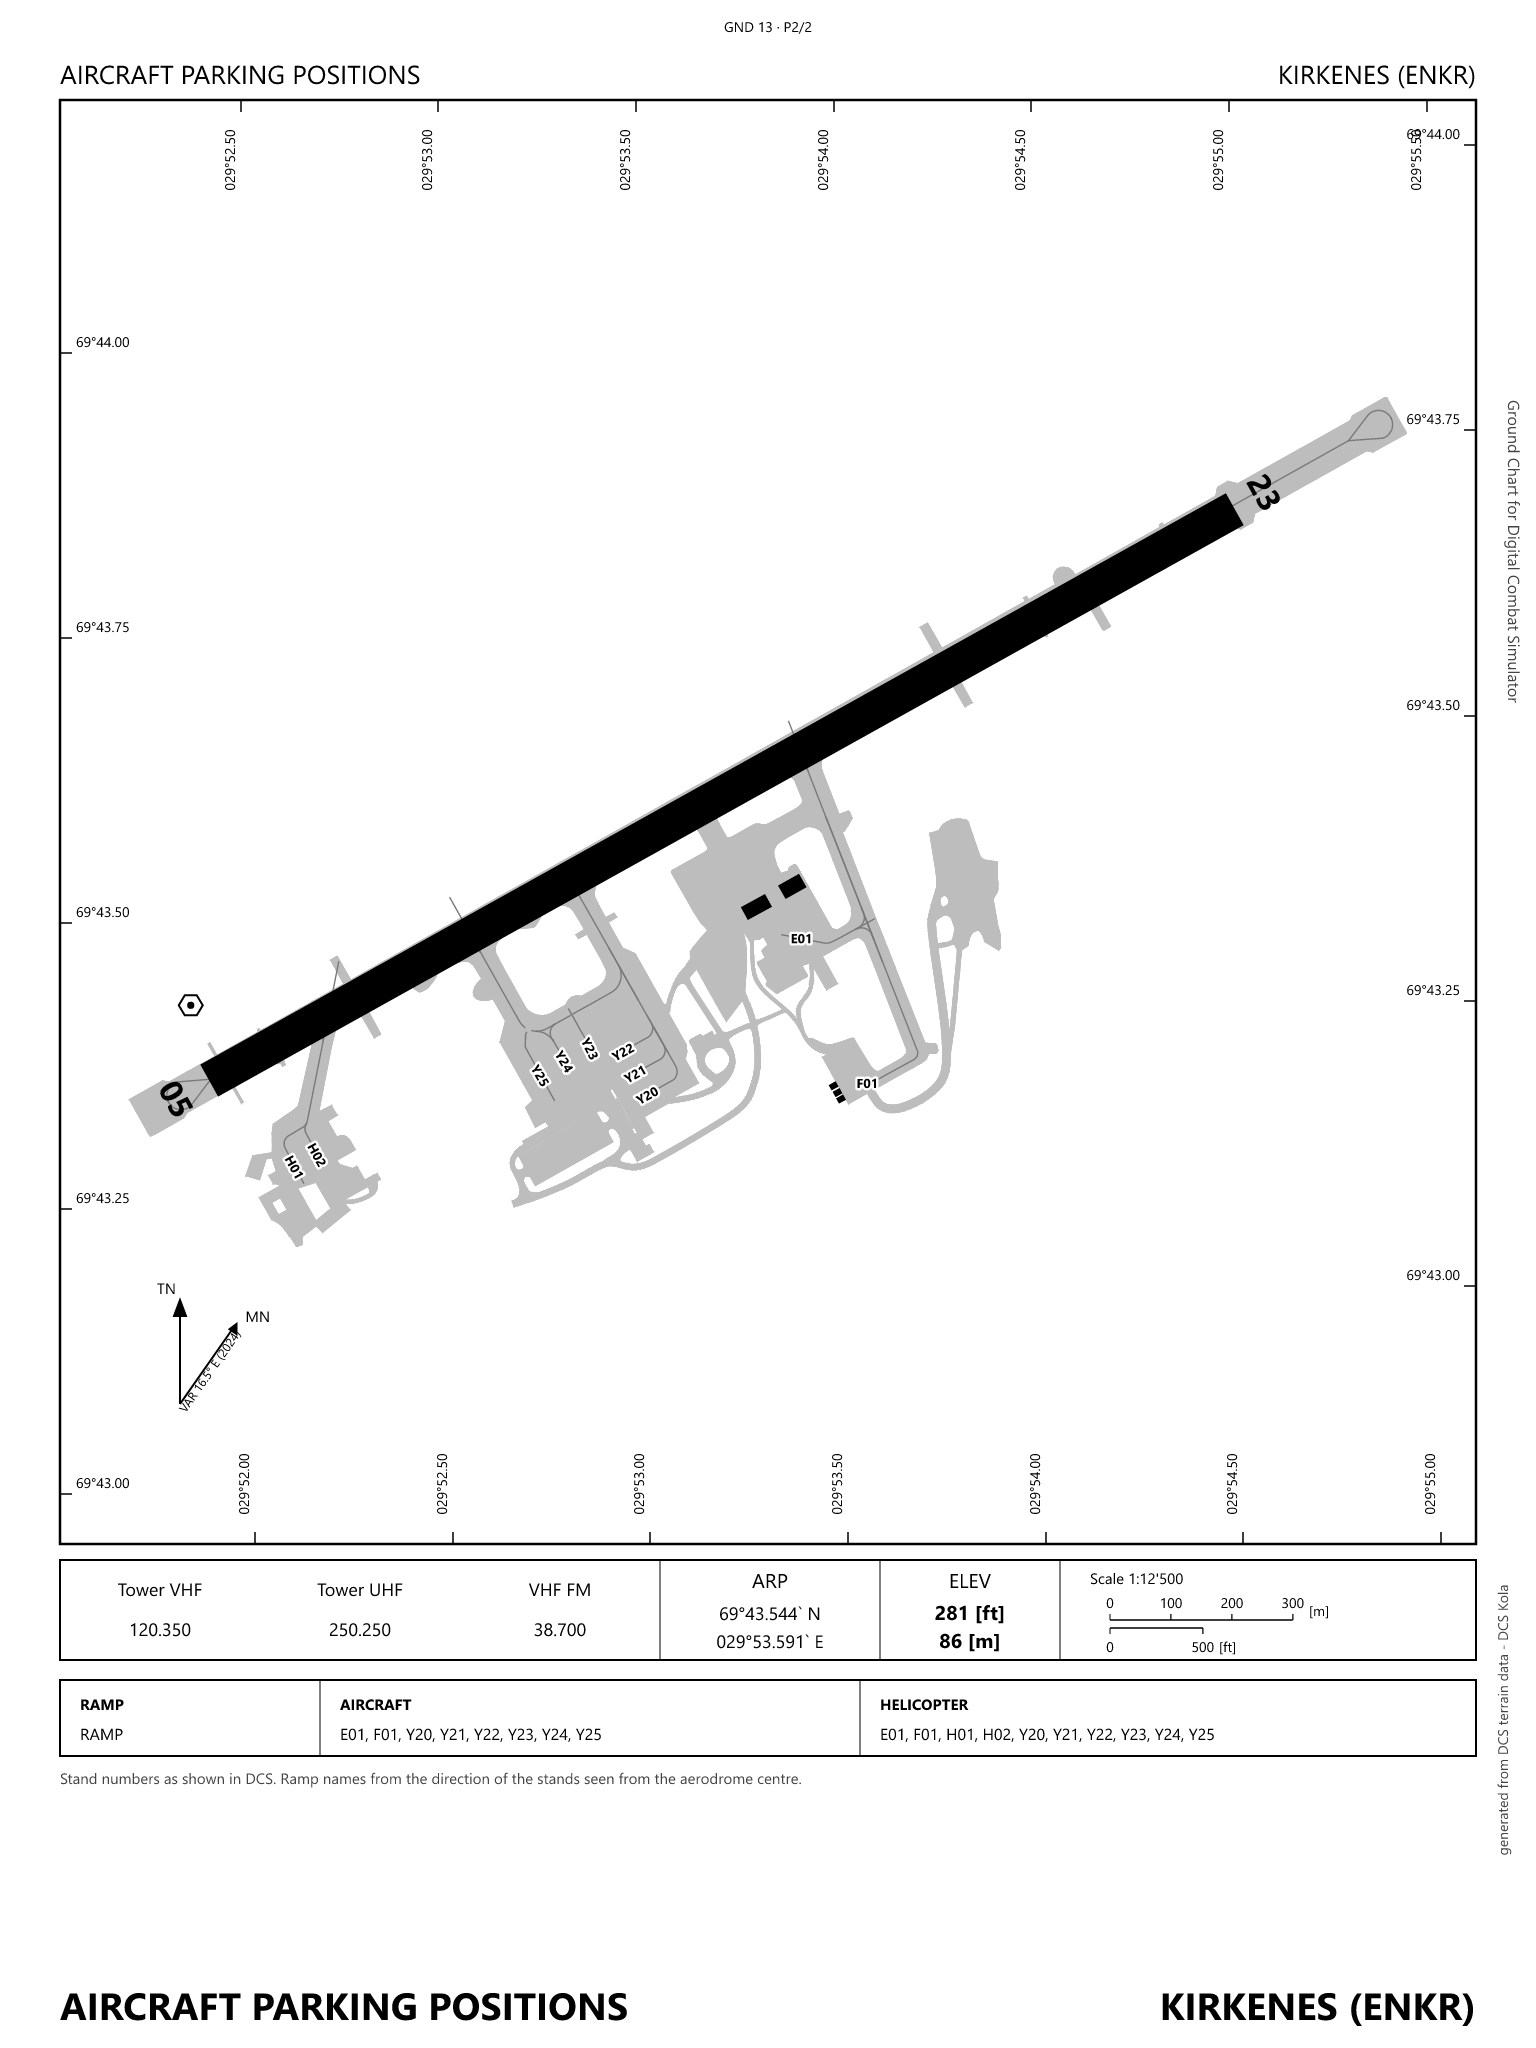 GND 13 · P2/2
AIRCRAFT PARKING POSITIONS
KIRKENES (ENKR)
029°52.50
029°53.00
029°53.50
029°54.00
029°54.50
029°55.00
029°55.50
69°44.00
69°44.00
69°43.75
69°43.75
69°43.50
69°43.50
69°43.25
69°43.25
69°43.00
69°43.00
23
05
E01
F01
Y25
Y24
Y23
Y22
Y21
Y20
H01
H02
TN
MN
VAR 16.5° E (2024)
029°52.00
029°52.50
029°53.00
029°53.50
029°54.00
029°54.50
029°55.00
Ground Chart for Digital Combat Simulator
Tower VHF
120.350
Tower UHF
250.250
VHF FM
38.700
ARP
69°43.544` N
029°53.591` E
ELEV
281 [ft]
86 [m]
Scale 1:12'500
0 100 200 300 [m]
0 500 [ft]
RAMP
RAMP
AIRCRAFT
E01, F01, Y20, Y21, Y22, Y23, Y24, Y25
HELICOPTER
E01, F01, H01, H02, Y20, Y21, Y22, Y23, Y24, Y25
Stand numbers as shown in DCS. Ramp names from the direction of the stands seen from the aerodrome centre.
generated from DCS terrain data - DCS Kola
AIRCRAFT PARKING POSITIONS
KIRKENES (ENKR)